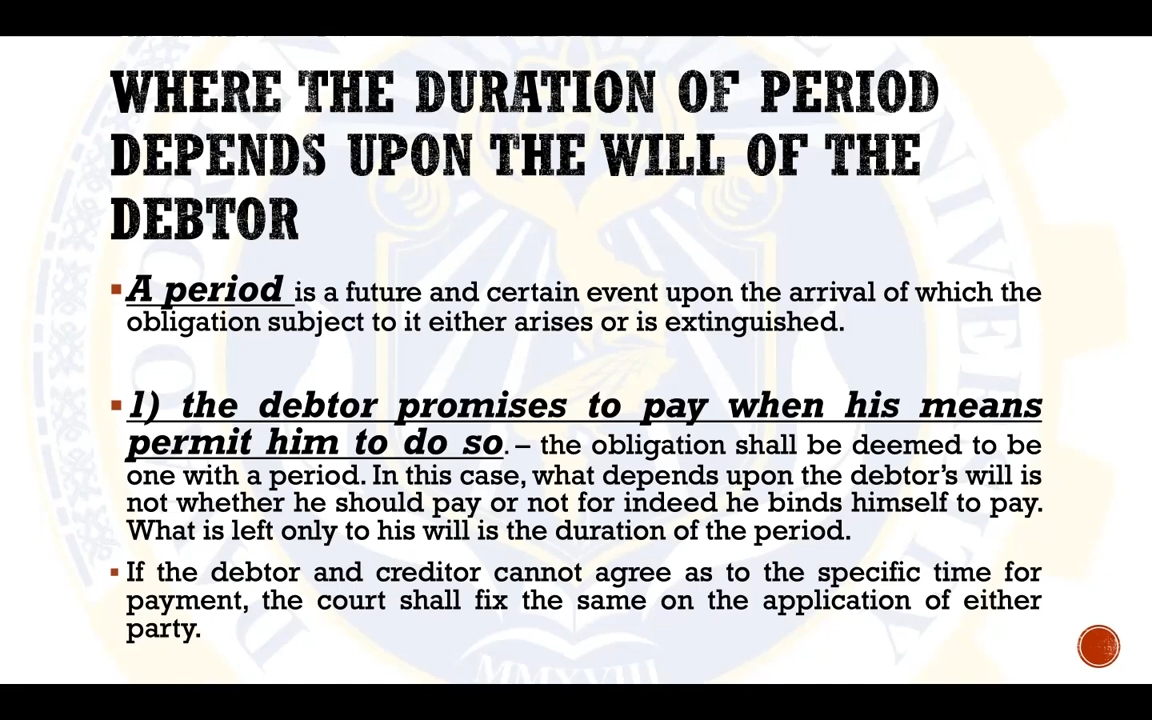 WHERE THE DURATION OF PERIOD
DEPENDS UPON THE WILL OF THE
DEBTOR
▪A period is a future and certain event upon the arrival of which the
obligation subject to it either arises or is extinguished.
▪1) the debtor promises to pay when his means
permit him to do so. – the obligation shall be deemed to be
one with a period. In this case, what depends upon the debtor’s will is
not whether he should pay or not for indeed he binds himself to pay.
What is left only to his will is the duration of the period.
▪If the debtor and creditor cannot agree as to the specific time for
payment, the court shall fix the same on the application of either
party.
MMXVIII